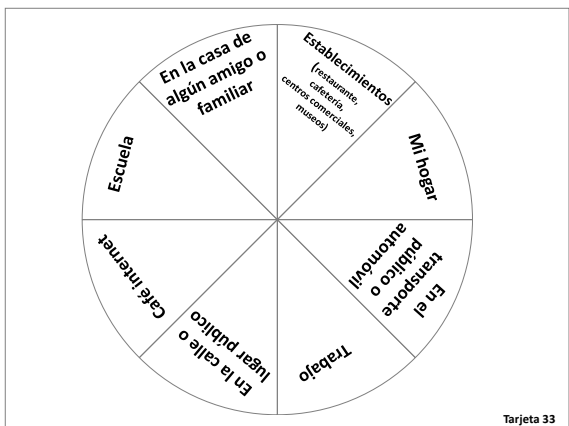 En la casa de
algún amigo o
familiar
Establecimientos
(restaurante,
cafetería,
centros comerciales,
museos)
Mi hogar
En el
transporte
público o
automóvil
Trabajo
En la calle o
lugar público
Café internet
Escuela
Tarjeta 33